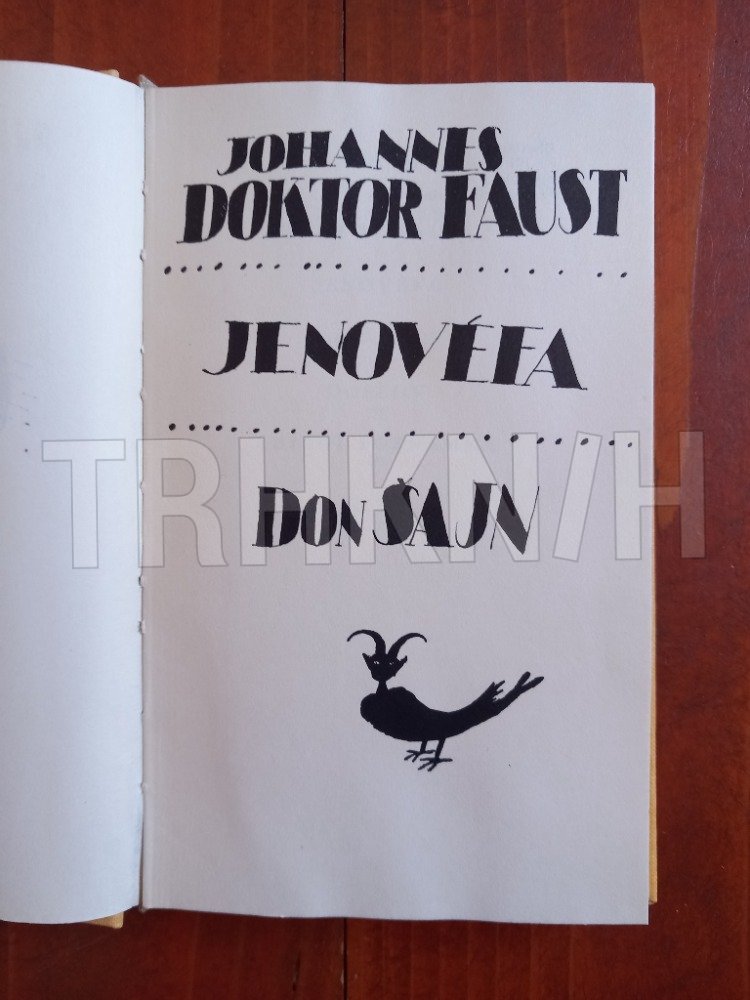 JOHANNES
DOKTOR FAUST
JENOVÉFA
TRHKNIH
DON ŠAJN